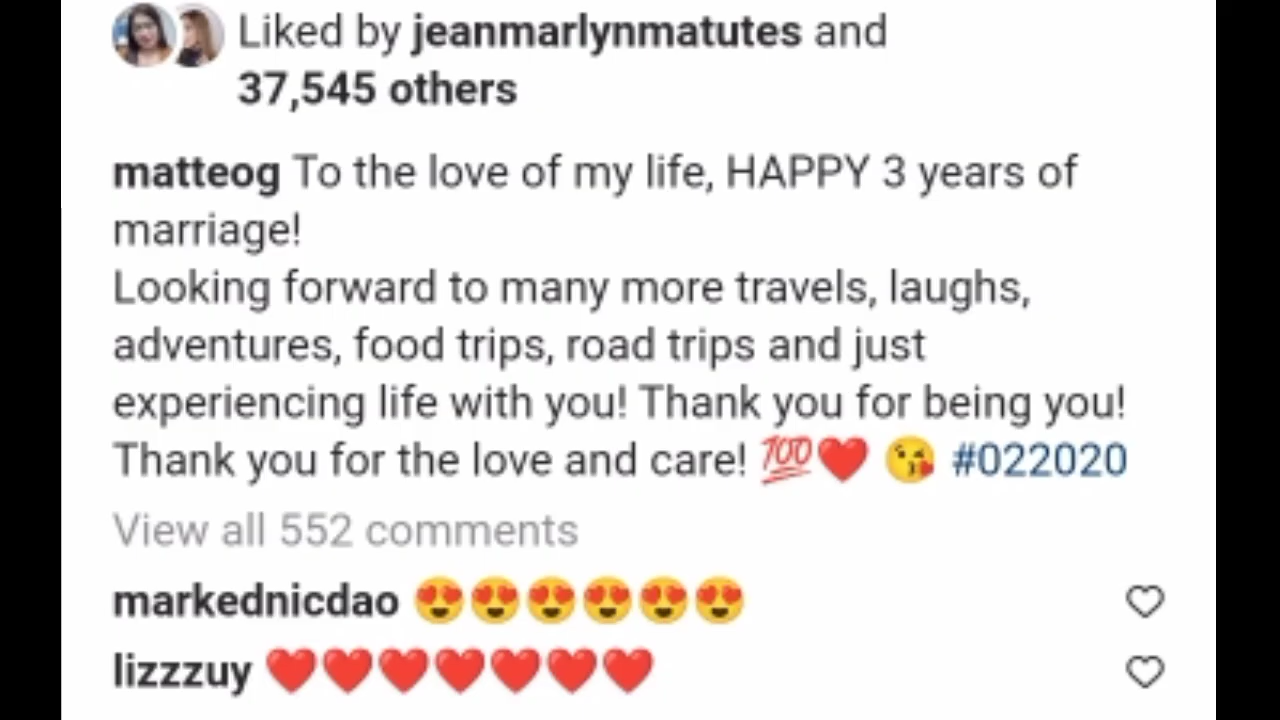 Liked by jeanmarlynmatutes and
37,545 others
matteog To the love of my life, HAPPY 3 years of
marriage!
Looking forward to many more travels, laughs,
adventures, food trips, road trips and just
experiencing life with you! Thank you for being you!
Thank you for the love and care! 💯❤️ 😘 #022020
View all 552 comments
markednicdao 😍😍😍😍😍😍
lizzzuy ❤️❤️❤️❤️❤️❤️❤️